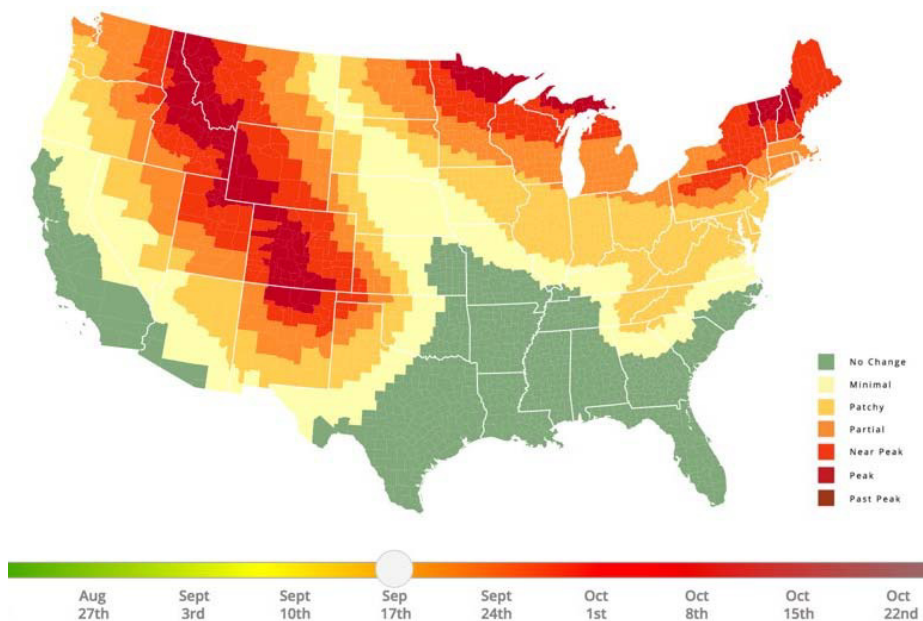 No Change
Minimal
Patchy
Partial
Near Peak
Peak
Past Peak
Aug 27th
Sept 3rd
Sept 10th
Sep 17th
Sept 24th
Oct 1st
Oct 8th
Oct 15th
Oct 22nd